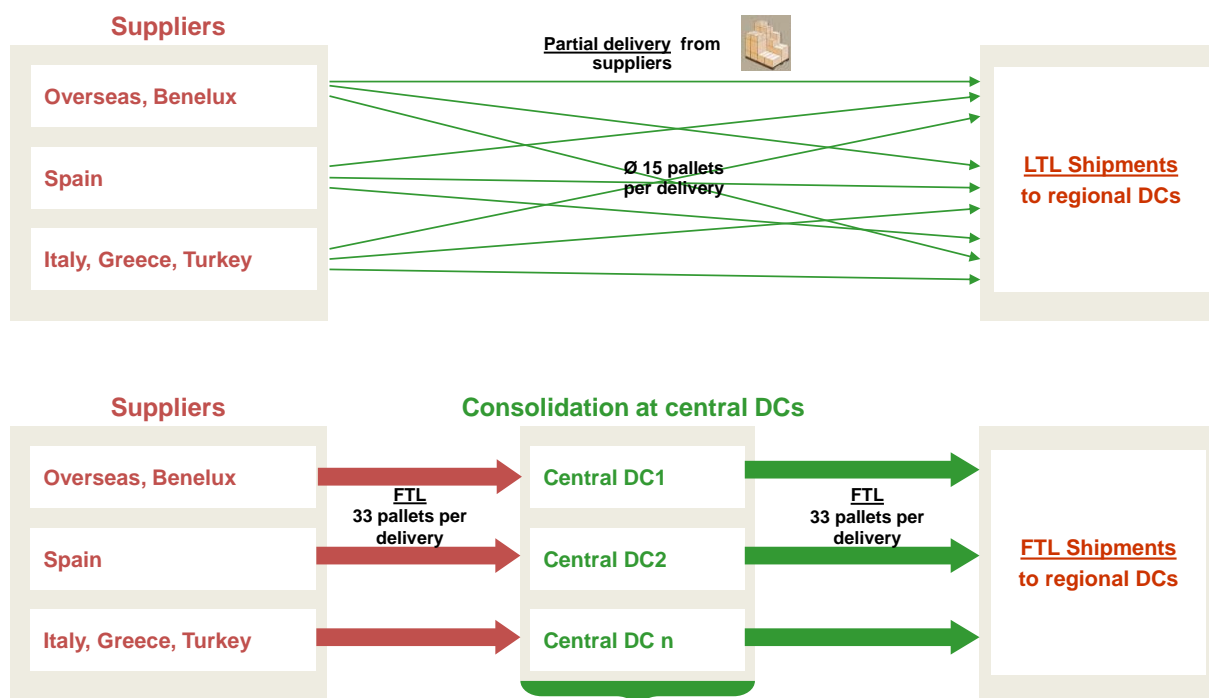 Suppliers
Partial delivery from
suppliers
Overseas, Benelux
Spain
Italy, Greece, Turkey
Ø 15 pallets
per delivery
LTL Shipments
to regional DCs
Suppliers
Consolidation at central DCs
Overseas, Benelux
Spain
Italy, Greece, Turkey
FTL
33 pallets per
delivery
Central DC1
Central DC2
Central DC n
FTL
33 pallets per
delivery
FTL Shipments
to regional DCs